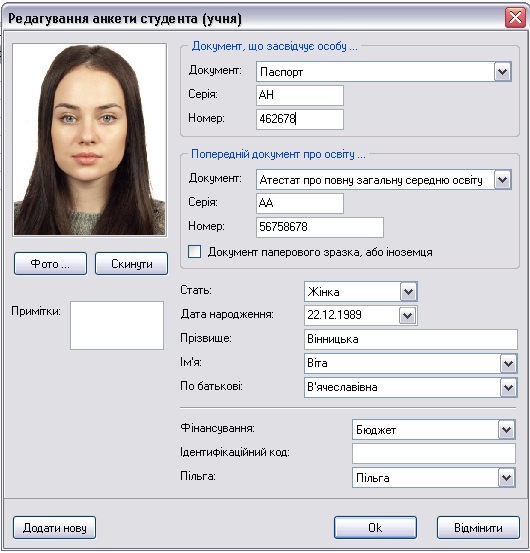 Редагування анкети студента (учня)
Документ, що засвідчує особу ...
Документ: Паспорт
Серія: АН
Номер: 462678
Попередній документ про освіту ...
Документ: Атестат про повну загальну середню освіту
Серія: АА
Номер: 56758678
Документ паперового зразка, або іноземця
Фото ... Скинути
Примітки:
Стать: Жінка
Дата народження: 22.12.1989
Прізвище: Вінницька
Ім'я: Віта
По батькові: В'ячеславівна
Фінансування: Бюджет
Ідентифікаційний код:
Пільга: Пільга
Додати нову Ok Відмінити